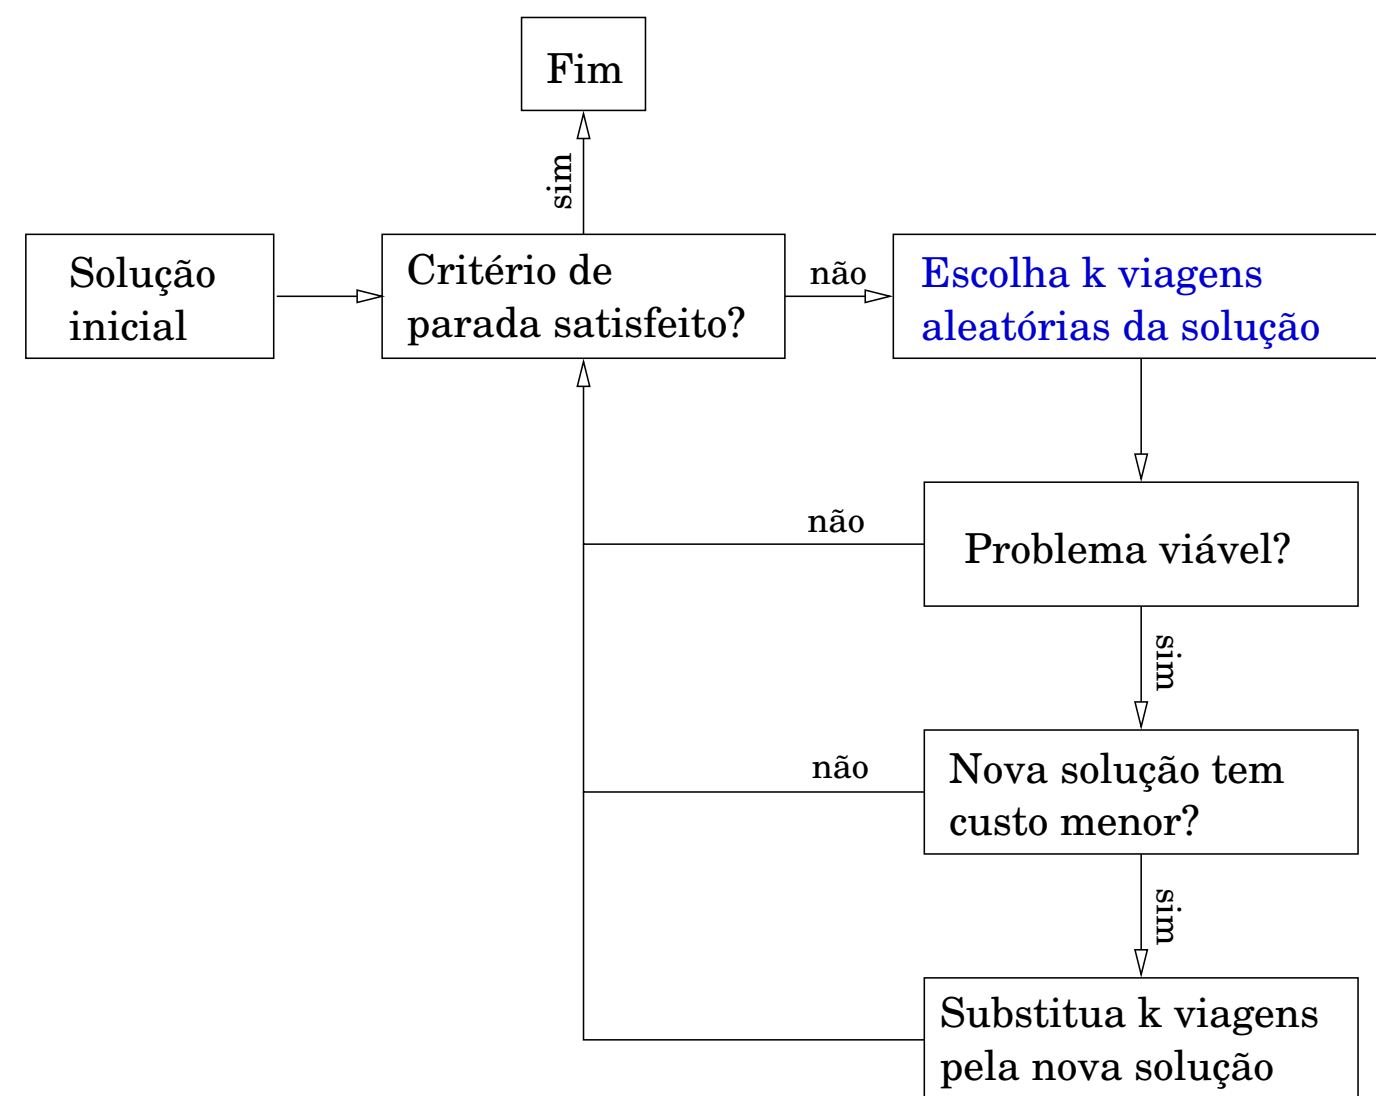 Fim
sim
Solução
inicial
Critério de
parada satisfeito?
não
Escolha k viagens
aleatórias da solução
não
Problema viável?
sim
não
Nova solução tem
custo menor?
sim
Substitua k viagens
pela nova solução